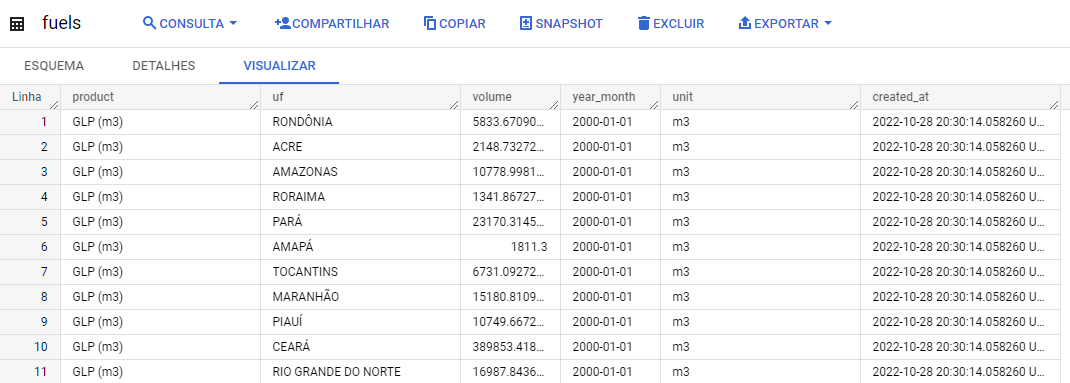 fuels CONSULTA COMPARTILHAR COPIAR SNAPSHOT EXCLUIR EXPORTAR
ESQUEMA DETALHES VISUALIZAR
Linha product uf volume year_month unit created_at
1 GLP (m3) RONDÔNIA 5833.67090... 2000-01-01 m3 2022-10-28 20:30:14.058260 U...
2 GLP (m3) ACRE 2148.73272... 2000-01-01 m3 2022-10-28 20:30:14.058260 U...
3 GLP (m3) AMAZONAS 10778.9981... 2000-01-01 m3 2022-10-28 20:30:14.058260 U...
4 GLP (m3) RORAIMA 1341.86727... 2000-01-01 m3 2022-10-28 20:30:14.058260 U...
5 GLP (m3) PARÁ 23170.3145... 2000-01-01 m3 2022-10-28 20:30:14.058260 U...
6 GLP (m3) AMAPÁ 1811.3 2000-01-01 m3 2022-10-28 20:30:14.058260 U...
7 GLP (m3) TOCANTINS 6731.09272... 2000-01-01 m3 2022-10-28 20:30:14.058260 U...
8 GLP (m3) MARANHÃO 15180.8109... 2000-01-01 m3 2022-10-28 20:30:14.058260 U...
9 GLP (m3) PIAUÍ 10749.6672... 2000-01-01 m3 2022-10-28 20:30:14.058260 U...
10 GLP (m3) CEARÁ 389853.418... 2000-01-01 m3 2022-10-28 20:30:14.058260 U...
11 GLP (m3) RIO GRANDE DO NORTE 16987.8436... 2000-01-01 m3 2022-10-28 20:30:14.058260 U...